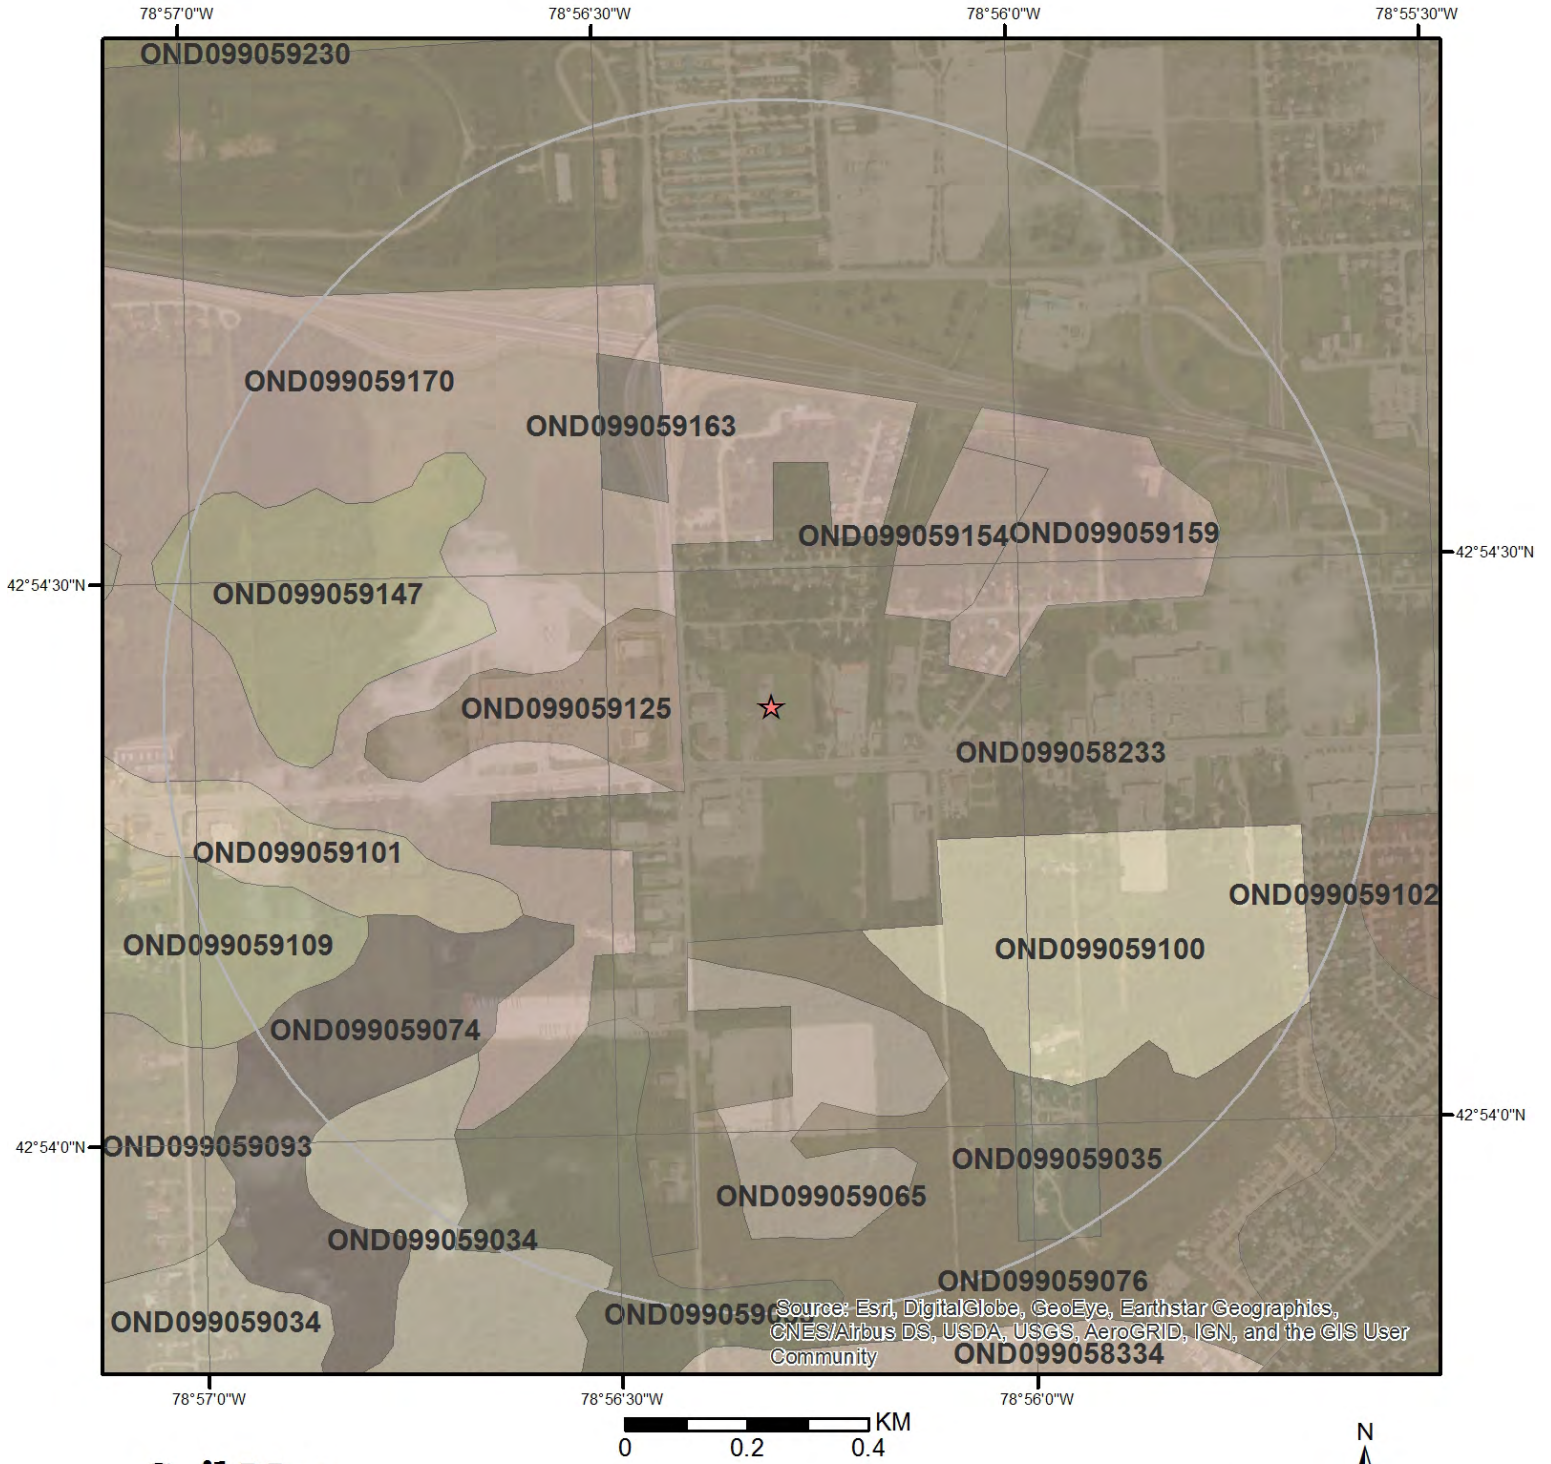 78°57'0"W 78°56'30"W 78°56'0"W 78°55'30"W
OND099059230
OND099059170
OND099059163
OND099059154 OND099059159
42°54'30"N
42°54'30"N
OND099059147
OND099059125
OND099058233
OND099059101
OND099059102
OND099059109
OND099059100
OND099059074
42°54'0"N
42°54'0"N
OND099059093
OND099059035
OND099059065
OND099059034
OND099059076
OND099059034
Source: Esri, DigitalGlobe, GeoEye, Earthstar Geographics,
CNES/Airbus DS, USDA, USGS, AeroGRID, IGN, and the GIS User
Community
OND099058334
78°57'0"W 78°56'30"W 78°56'0"W
KM
0 0.2 0.4
N